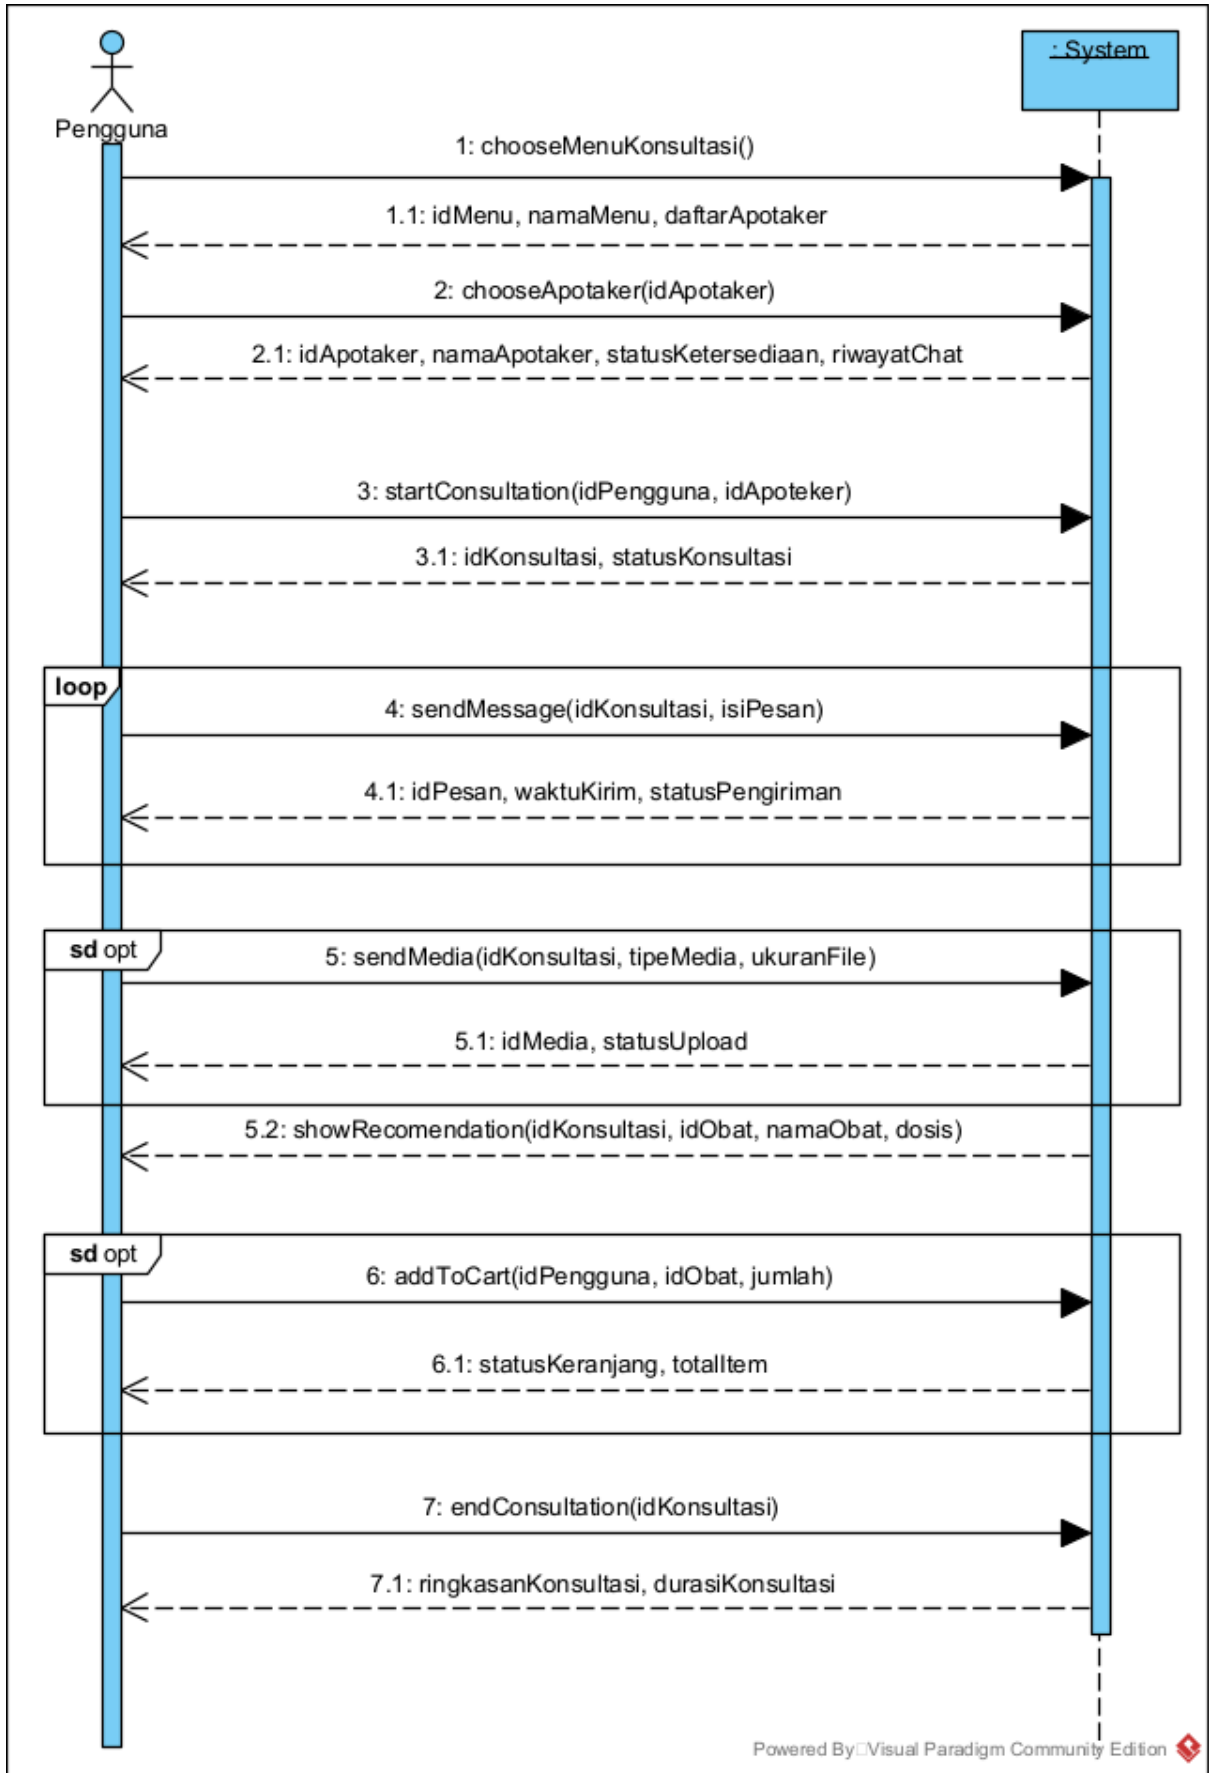 Pengguna
: System
1: chooseMenuKonsultasi()
1.1: idMenu, namaMenu, daftarApotaker
2: chooseApotaker(idApotaker)
2.1: idApotaker, namaApotaker, statusKetersediaan, riwayatChat
3: startConsultation(idPengguna, idApoteker)
3.1: idKonsultasi, statusKonsultasi
loop
4: sendMessage(idKonsultasi, isiPesan)
4.1: idPesan, waktuKirim, statusPengiriman
sd opt
5: sendMedia(idKonsultasi, tipeMedia, ukuranFile)
5.1: idMedia, statusUpload
5.2: showRecomendation(idKonsultasi, idObat, namaObat, dosis)
sd opt
6: addToCart(idPengguna, idObat, jumlah)
6.1: statusKeranjang, totalItem
7: endConsultation(idKonsultasi)
7.1: ringkasanKonsultasi, durasiKonsultasi
Powered By Visual Paradigm Community Edition